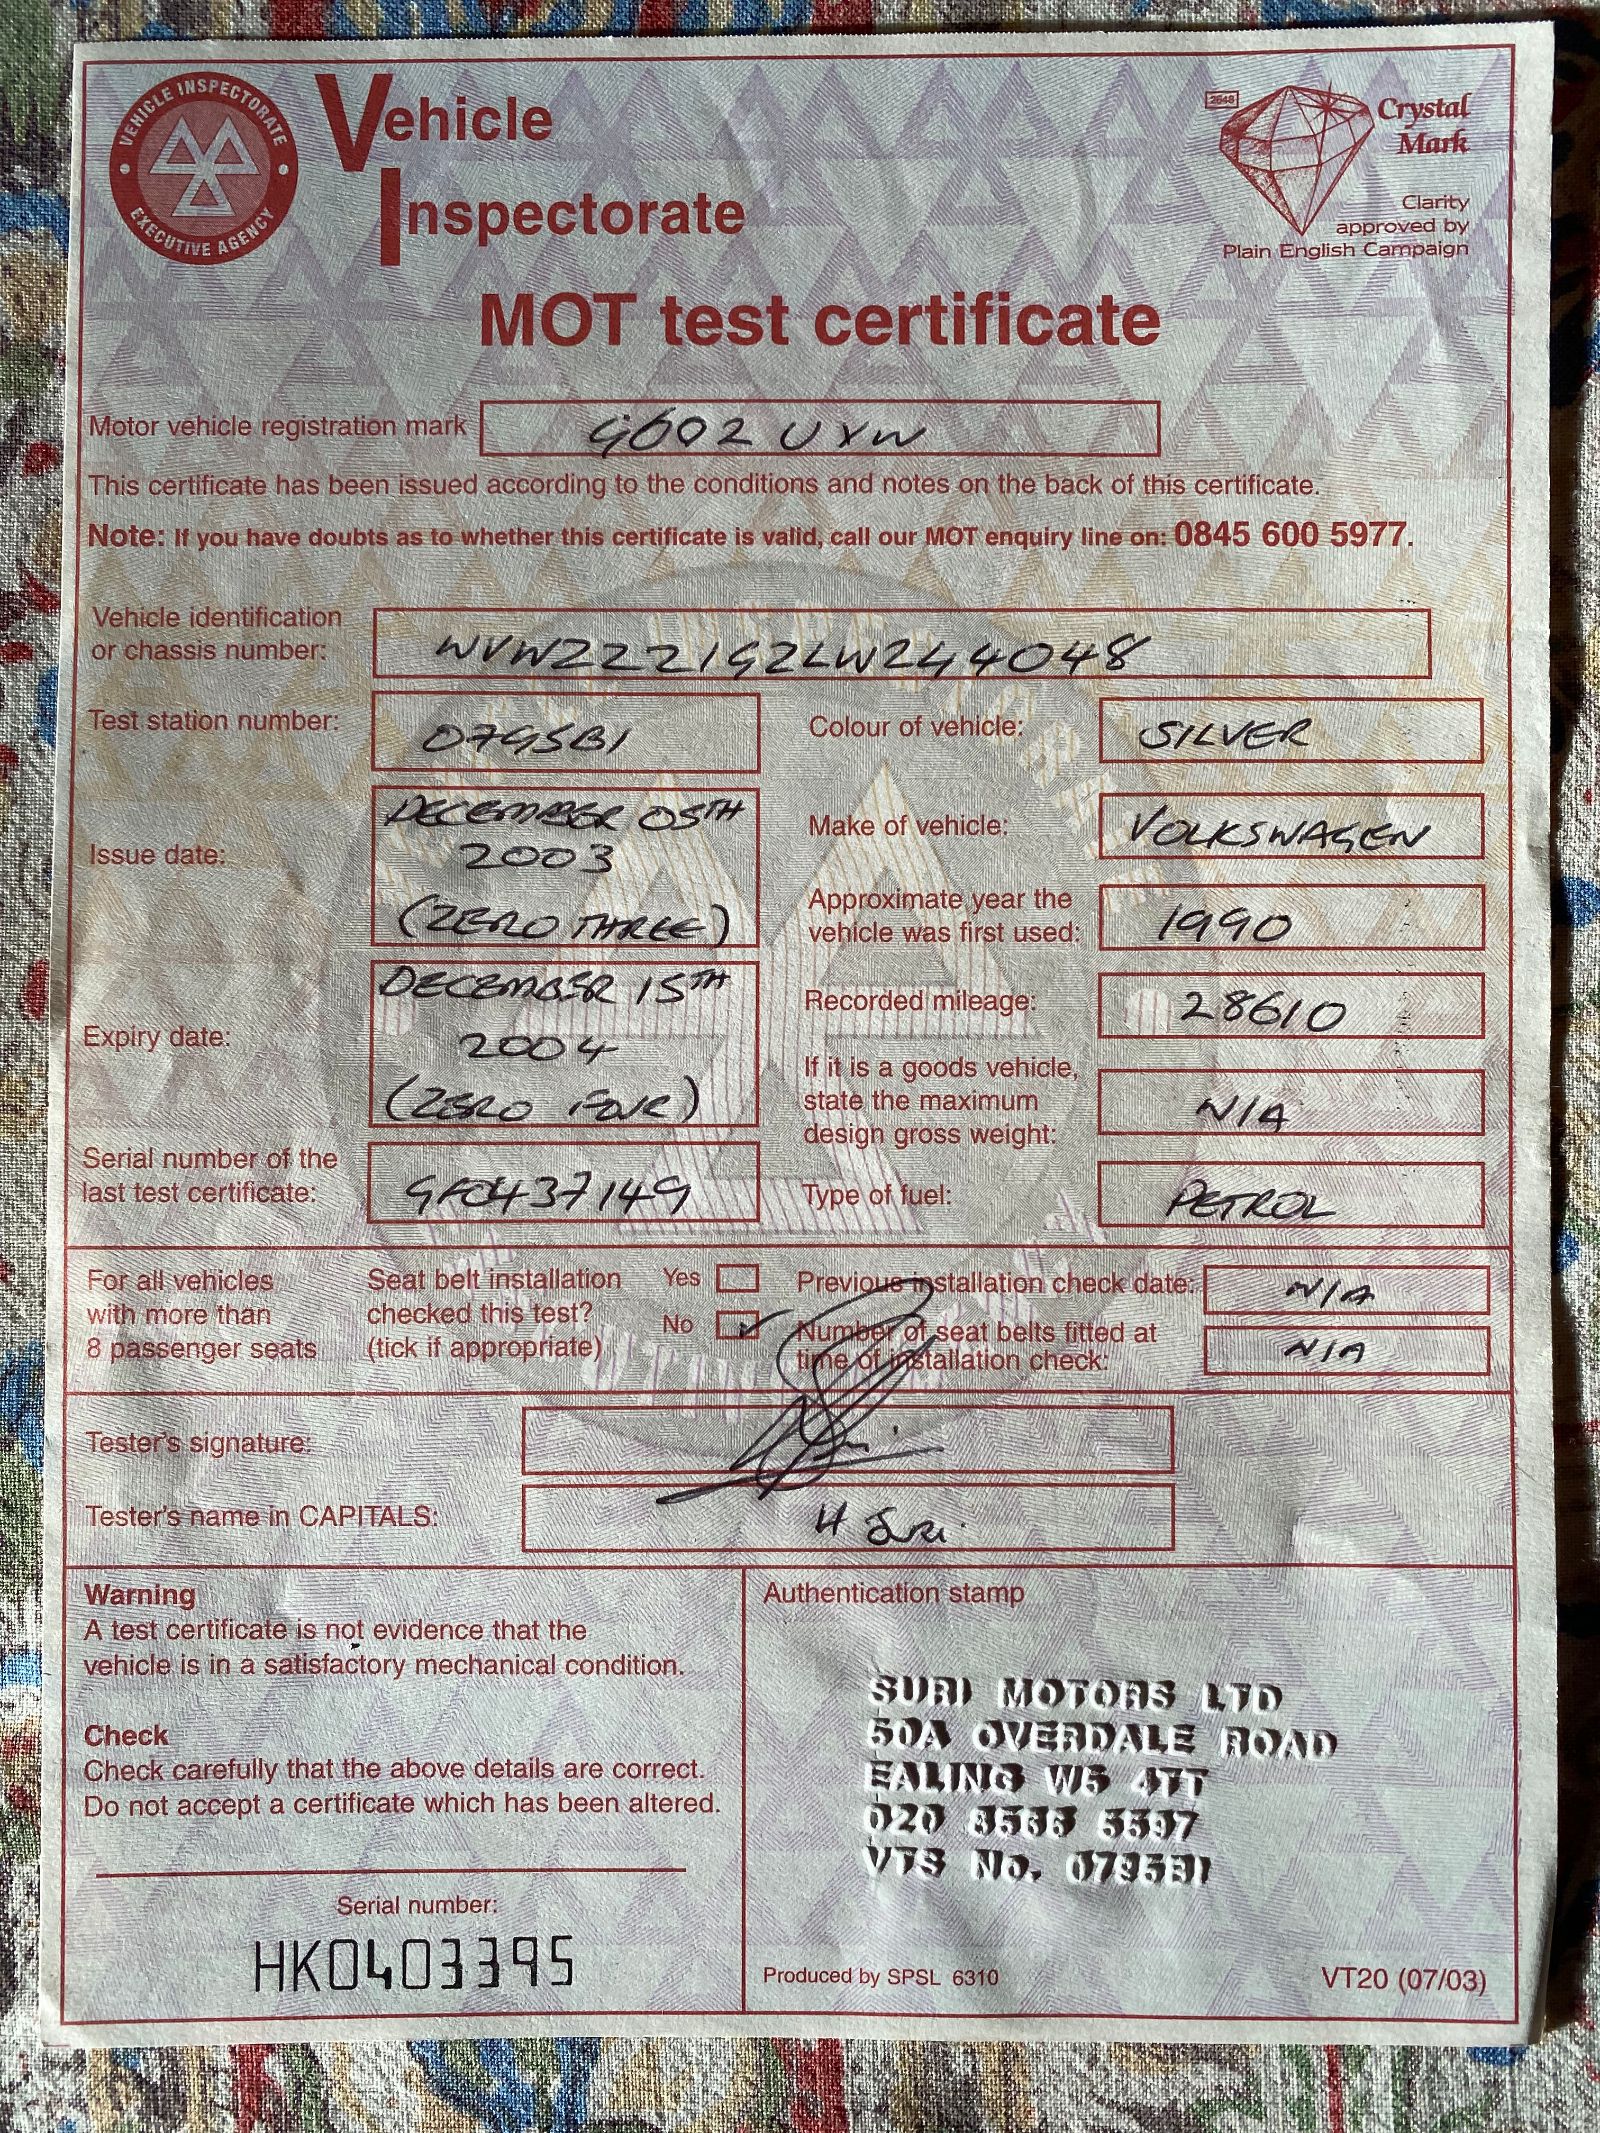 VEHICLE INSPECTORATE
EXECUTIVE AGENCY
Vehicle
Inspectorate
2648
Crystal
Mark
Clarity
approved by
Plain English Campaign
MOT test certificate
Motor vehicle registration mark G602 UYW
This certificate has been issued according to the conditions and notes on the back of this certificate.
Note: If you have doubts as to whether this certificate is valid, call our MOT enquiry line on: 0845 600 5977.
Vehicle identification
or chassis number: WVWZZZ1GZLW244048
Test station number: 0795B1
Colour of vehicle: SILVER
Issue date: DECEMBER 05TH
2003
(ZERO THREE)
Make of vehicle: VOLKSWAGEN
Approximate year the
vehicle was first used: 1990
Expiry date: DECEMBER 15TH
2004
(ZERO FOUR)
Recorded mileage: 28610
If it is a goods vehicle,
state the maximum
design gross weight: N/A
Serial number of the
last test certificate:
Type of fuel: PETROL
For all vehicles
with more than
8 passenger seats
Seat belt installation
checked this test?
(tick if appropriate)
Yes
No
Previous installation check date: N/A
Number of seat belts fitted at
time of installation check: N/A
Tester's signature:
Tester's name in CAPITALS: H Suri
Warning
A test certificate is not evidence that the
vehicle is in a satisfactory mechanical condition.
Check
Check carefully that the above details are correct.
Do not accept a certificate which has been altered.
Serial number:
HK0403395
Authentication stamp
SURI MOTORS LTD
50A OVERDALE ROAD
EALING W5 4TT
020
VTS No. 0795B1
Produced by SPSL 6310
VT20 (07/03)